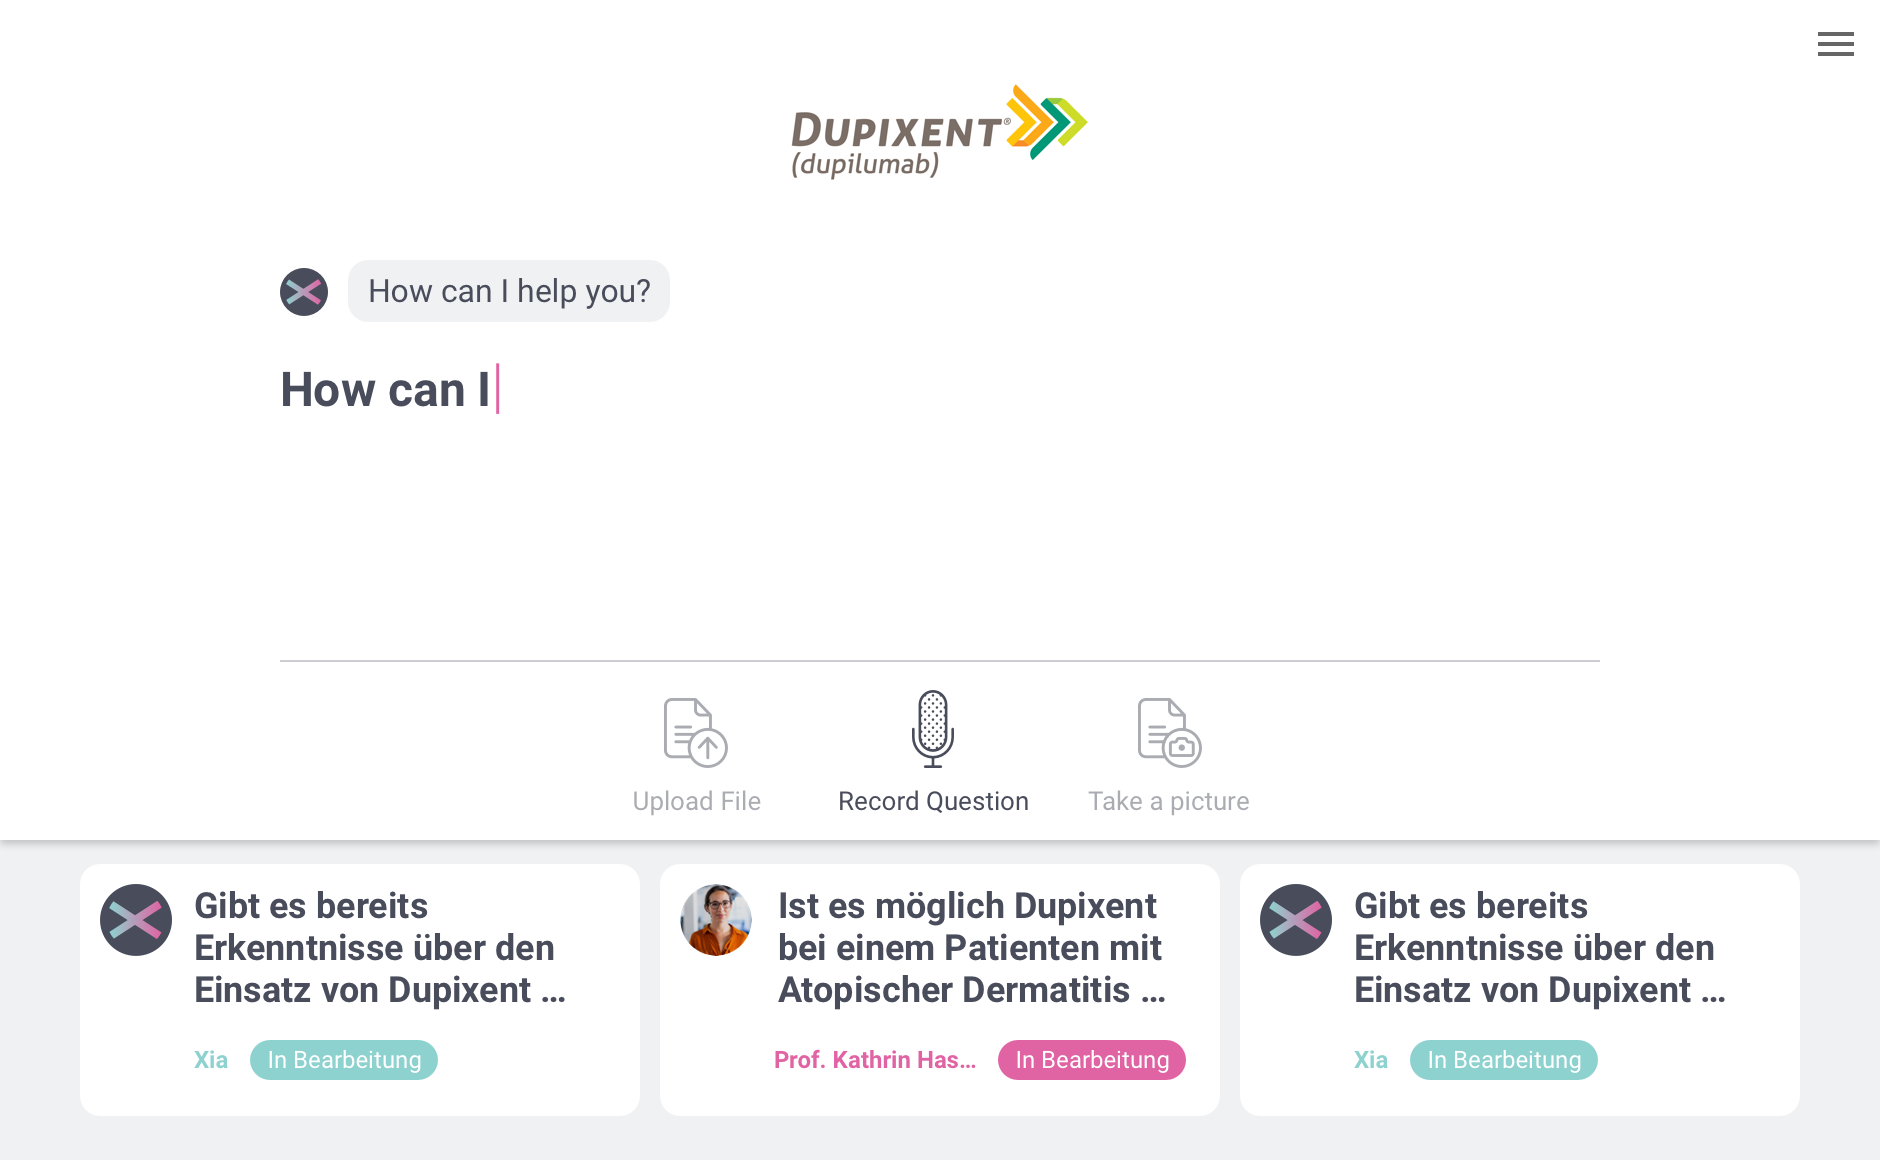 DUPIXENT®
(dupilumab)
How can I help you?
How can I
Upload File
Record Question
Take a picture
Gibt es bereits
Erkenntnisse über den
Einsatz von Dupixent ...
Xia
In Bearbeitung
Ist es möglich Dupixent
bei einem Patienten mit
Atopischer Dermatitis ...
Prof. Kathrin Has...
In Bearbeitung
Gibt es bereits
Erkenntnisse über den
Einsatz von Dupixent ...
Xia
In Bearbeitung